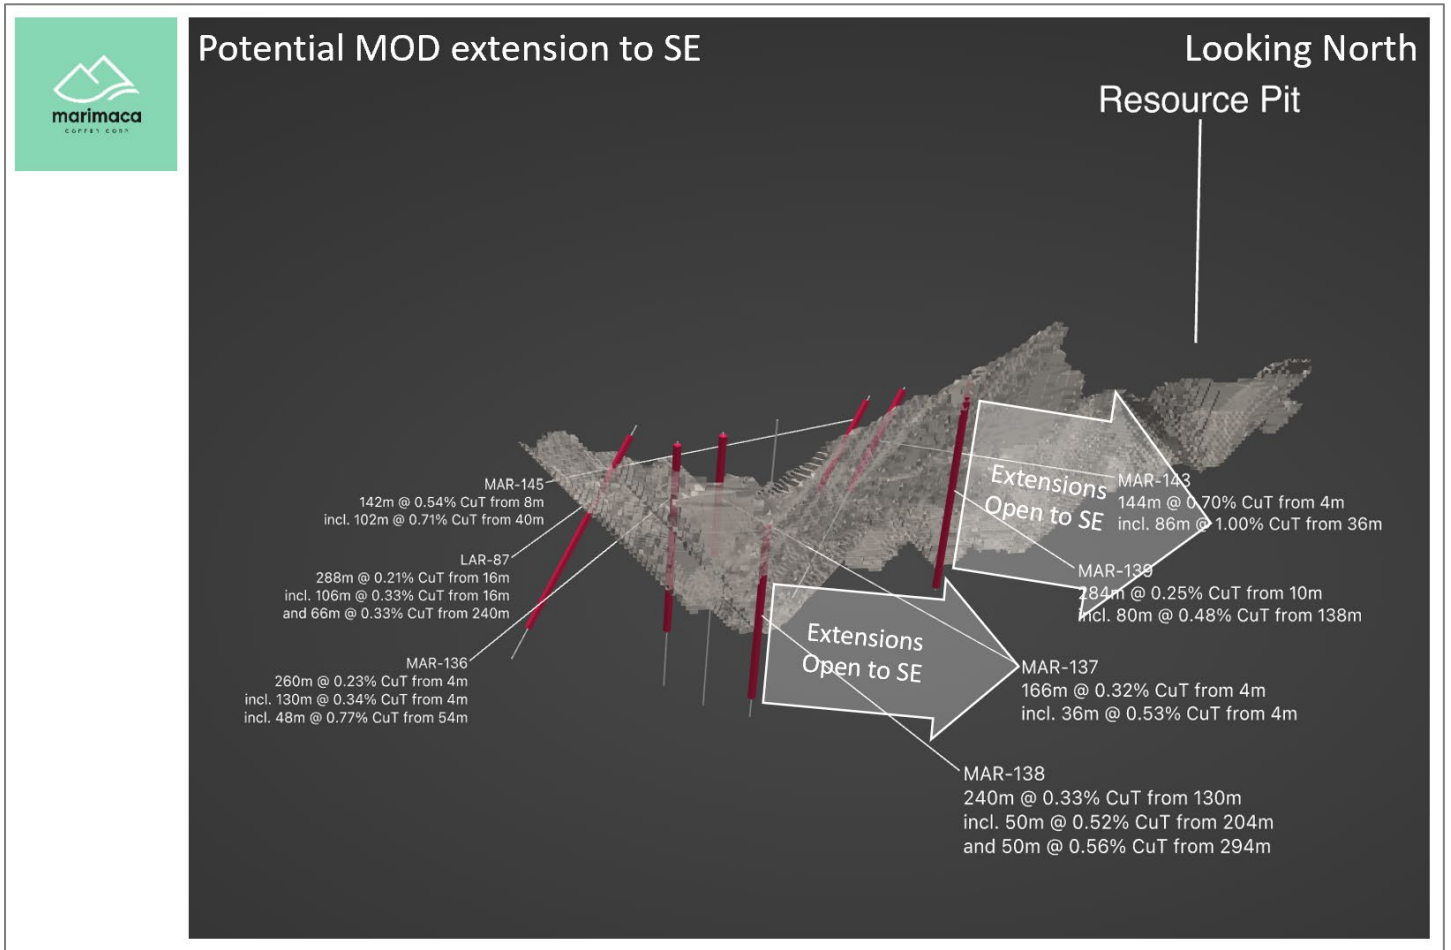 marimaca
COPPER CORP
Potential MOD extension to SE
Looking North
Resource Pit
MAR-145
142m @ 0.54% CuT from 8m
incl. 102m @ 0.71% CuT from 40m
LAR-87
288m @ 0.21% CuT from 16m
incl. 106m @ 0.33% CuT from 16m
and 66m @ 0.33% CuT from 240m
MAR-136
260m @ 0.23% CuT from 4m
incl. 130m @ 0.34% CuT from 4m
incl. 48m @ 0.77% CuT from 54m
Extensions
Open to SE
MAR-143
144m @ 0.70% CuT from 4m
incl. 86m @ 1.00% CuT from 36m
MAR-139
284m @ 0.25% CuT from 10m
incl. 80m @ 0.48% CuT from 138m
Extensions
Open to SE
MAR-137
166m @ 0.32% CuT from 4m
incl. 36m @ 0.53% CuT from 4m
MAR-138
240m @ 0.33% CuT from 130m
incl. 50m @ 0.52% CuT from 204m
and 50m @ 0.56% CuT from 294m